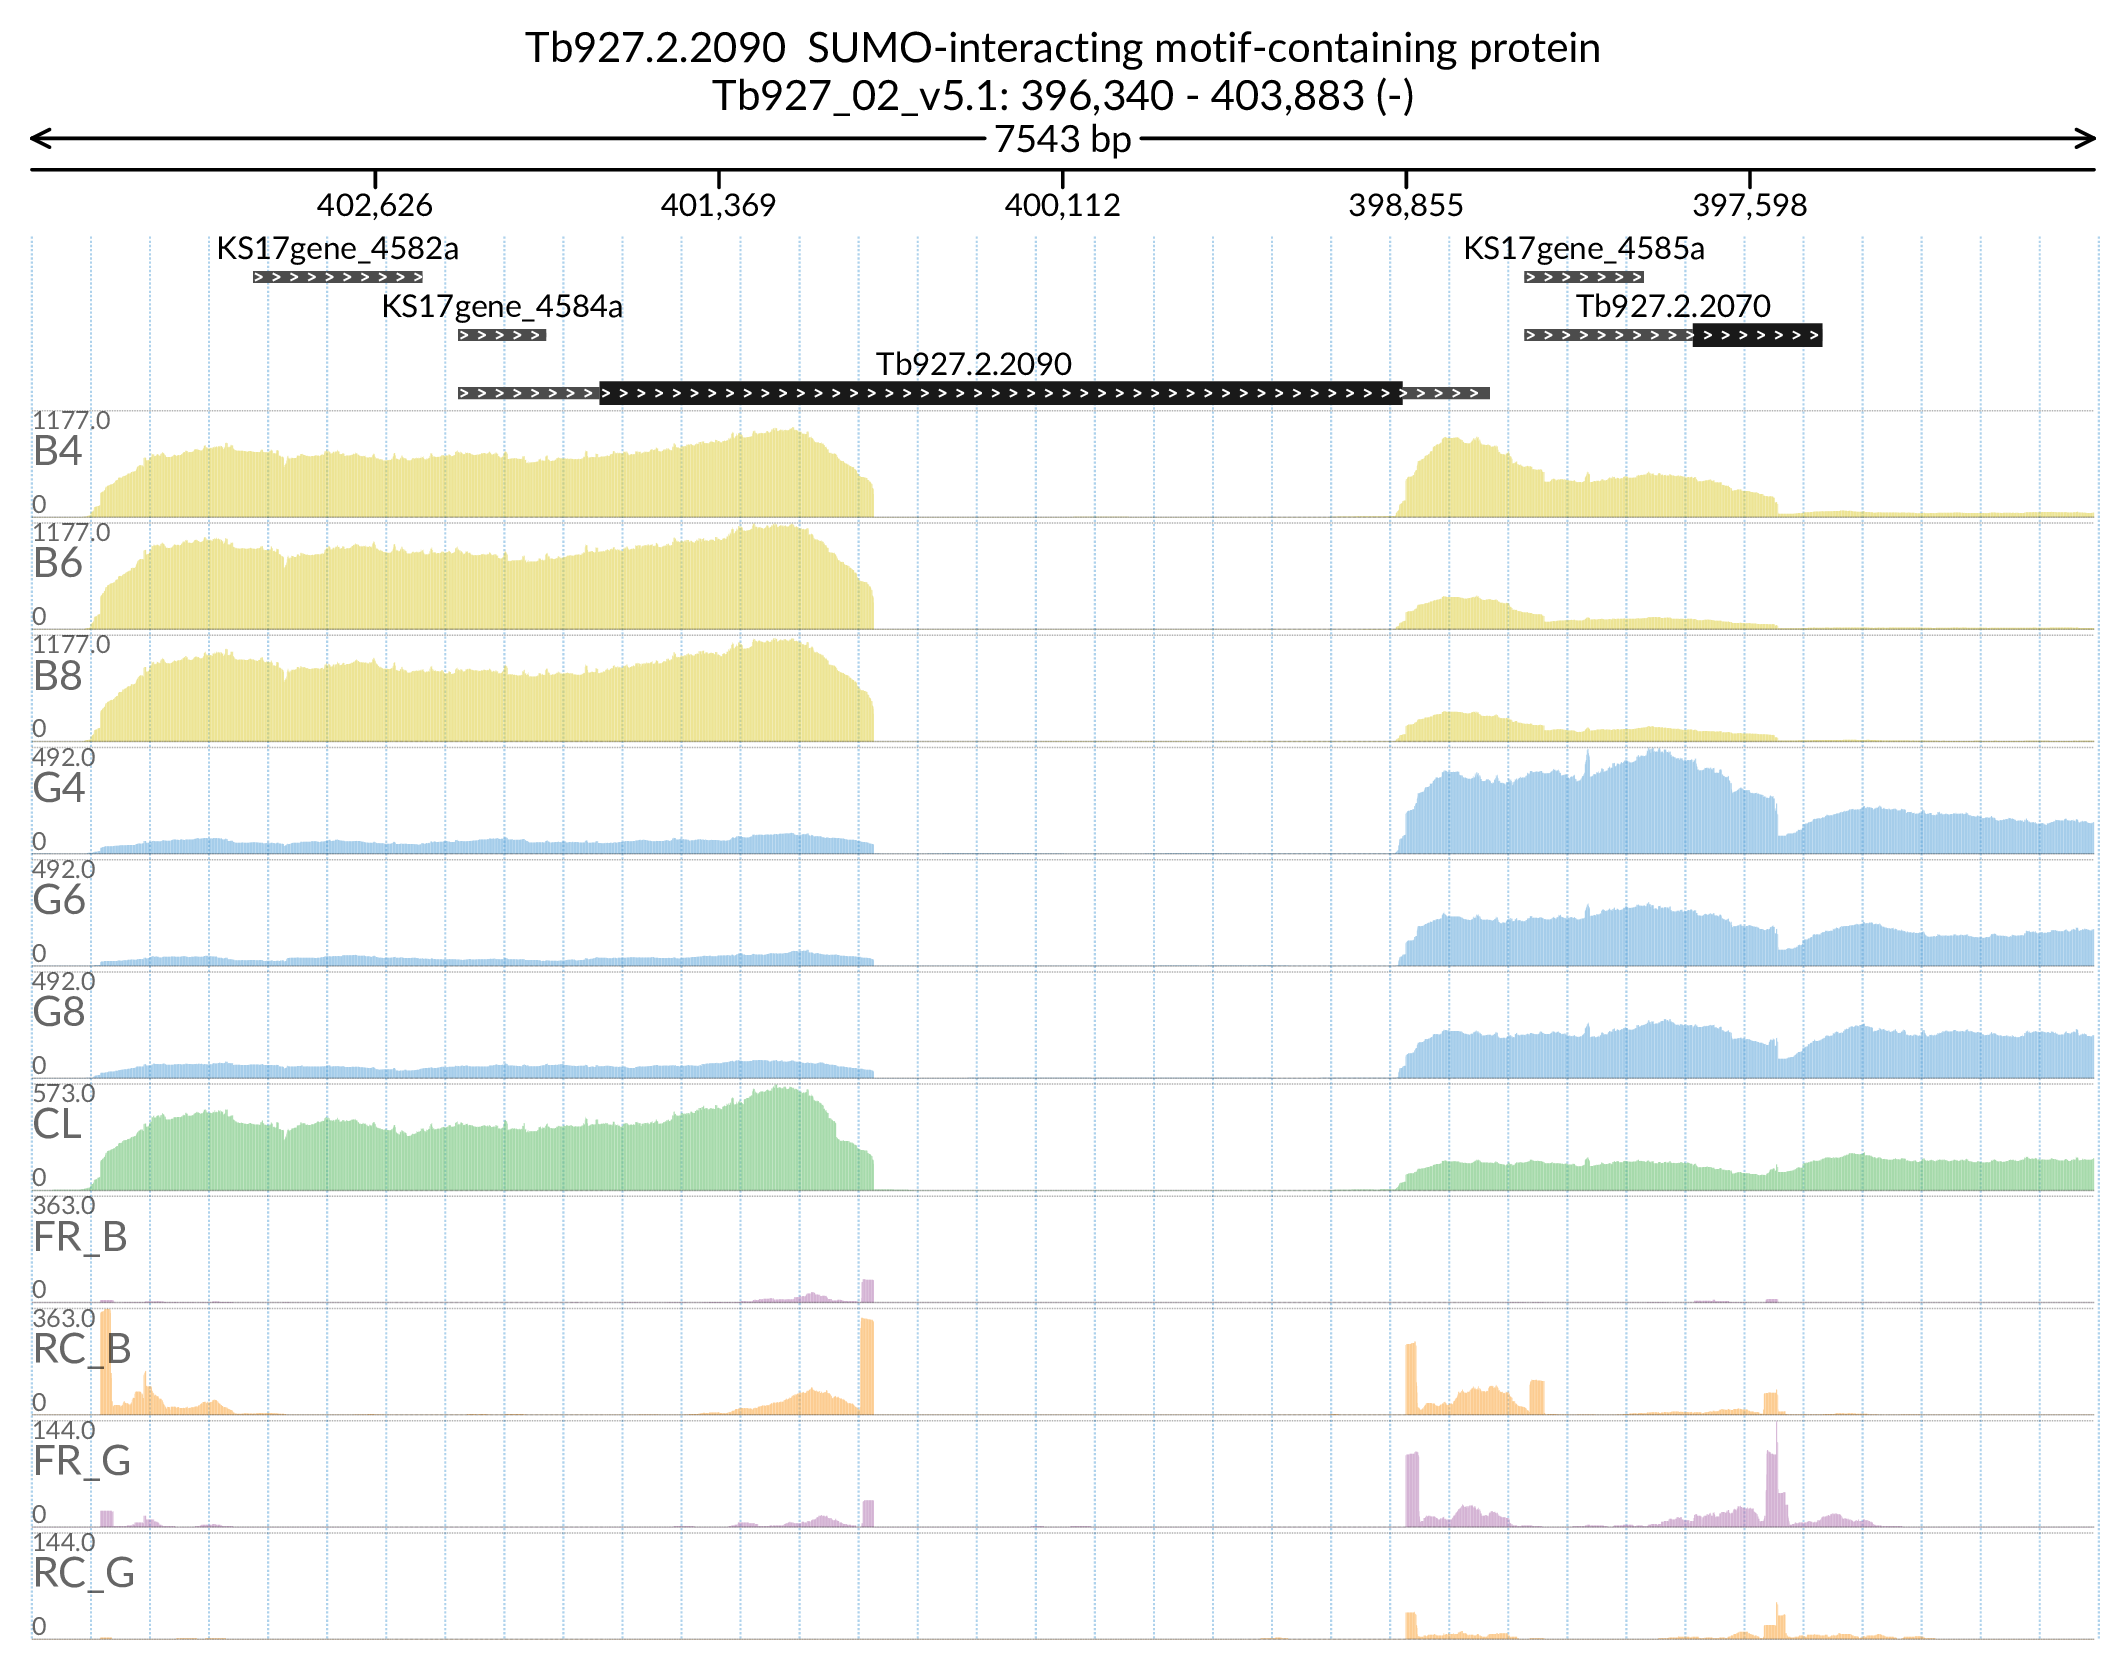 Tb927.2.2090  SUMO-interacting motif-containing protein
Tb927_02_v5.1: 396,340 - 403,883 (-)
7543 bp
402,626 401,369 400,112 398,855 397,598
KS17gene_4582a KS17gene_4585a
KS17gene_4584a Tb927.2.2070
Tb927.2.2090
1177.0
B4
0
1177.0
B6
0
1177.0
B8
0
492.0
G4
0
492.0
G6
0
492.0
G8
0
573.0
CL
0
363.0
FR_B
0
363.0
RC_B
0
144.0
FR_G
0
144.0
RC_G
0